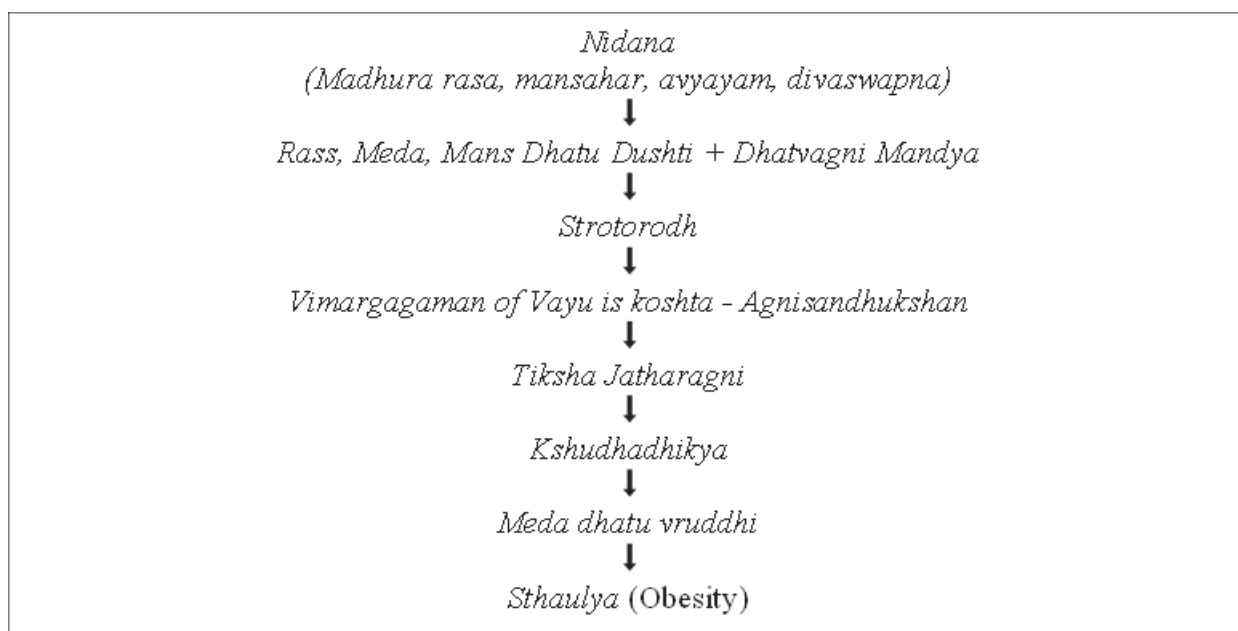 Nidana
(Madhura rasa, mansahar, avyayam, divaswapna)
Rass, Meda, Mans Dhatu Dushti + Dhatvagni Mandya
Strotorodh
Vimargagaman of Vayu is koshta - Agnisandhukshan
Tiksha Jatharagni
Kshudhadhikya
Meda dhatu vruddhi
Sthaulya (Obesity)